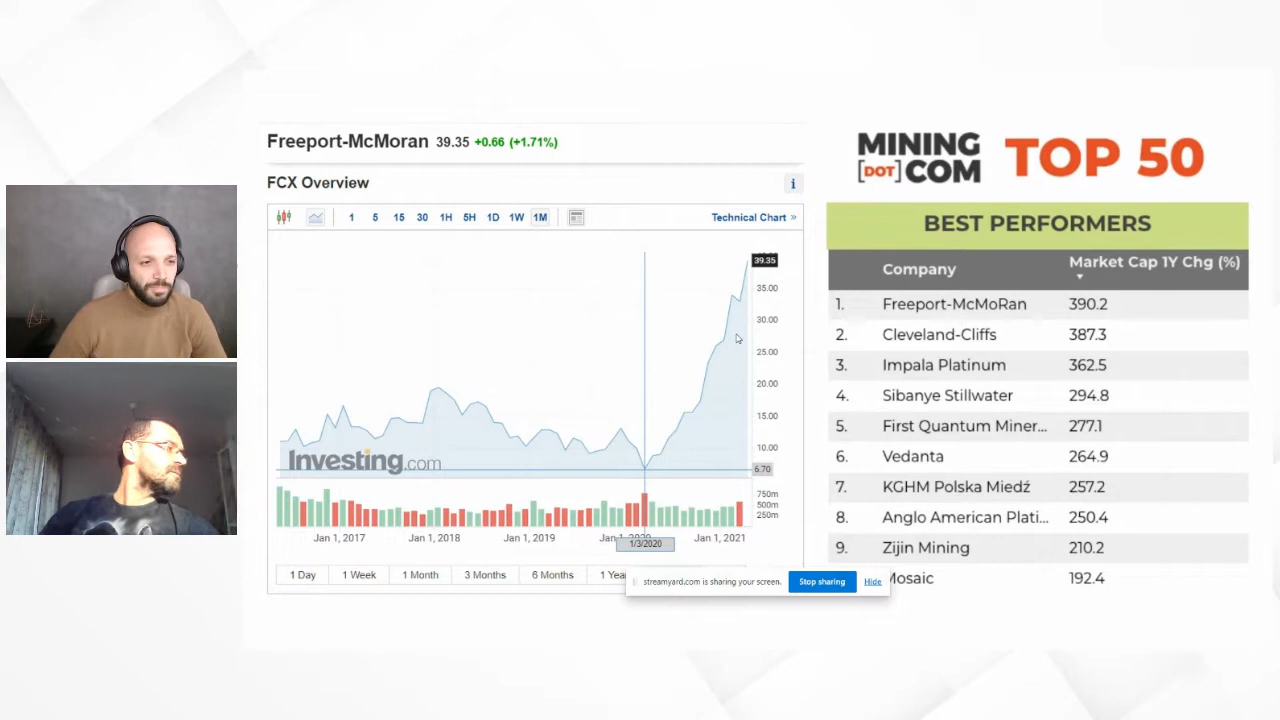 Freeport-McMoran 39.35 +0.66 (+1.71%)
FCX Overview
i
1 5 15 30 1H 5H 1D 1W 1M
Technical Chart »
39.35
35.00
30.00
25.00
20.00
15.00
10.00
6.70
Investing.com
750m
500m
250m
Jan 1, 2017 Jan 1, 2018 Jan 1, 2019 Jan 1, 2020 Jan 1, 2021
1/3/2020
1 Day 1 Week 1 Month 3 Months 6 Months 1 Yea
streamyard.com is sharing your screen. Stop sharing Hide
MINING
[DOT] COM
TOP 50
BEST PERFORMERS
Company Market Cap 1Y Chg (%)
1. Freeport-McMoRan 390.2
2. Cleveland-Cliffs 387.3
3. Impala Platinum 362.5
4. Sibanye Stillwater 294.8
5. First Quantum Miner... 277.1
6. Vedanta 264.9
7. KGHM Polska Miedź 257.2
8. Anglo American Plati... 250.4
9. Zijin Mining 210.2
Mosaic 192.4